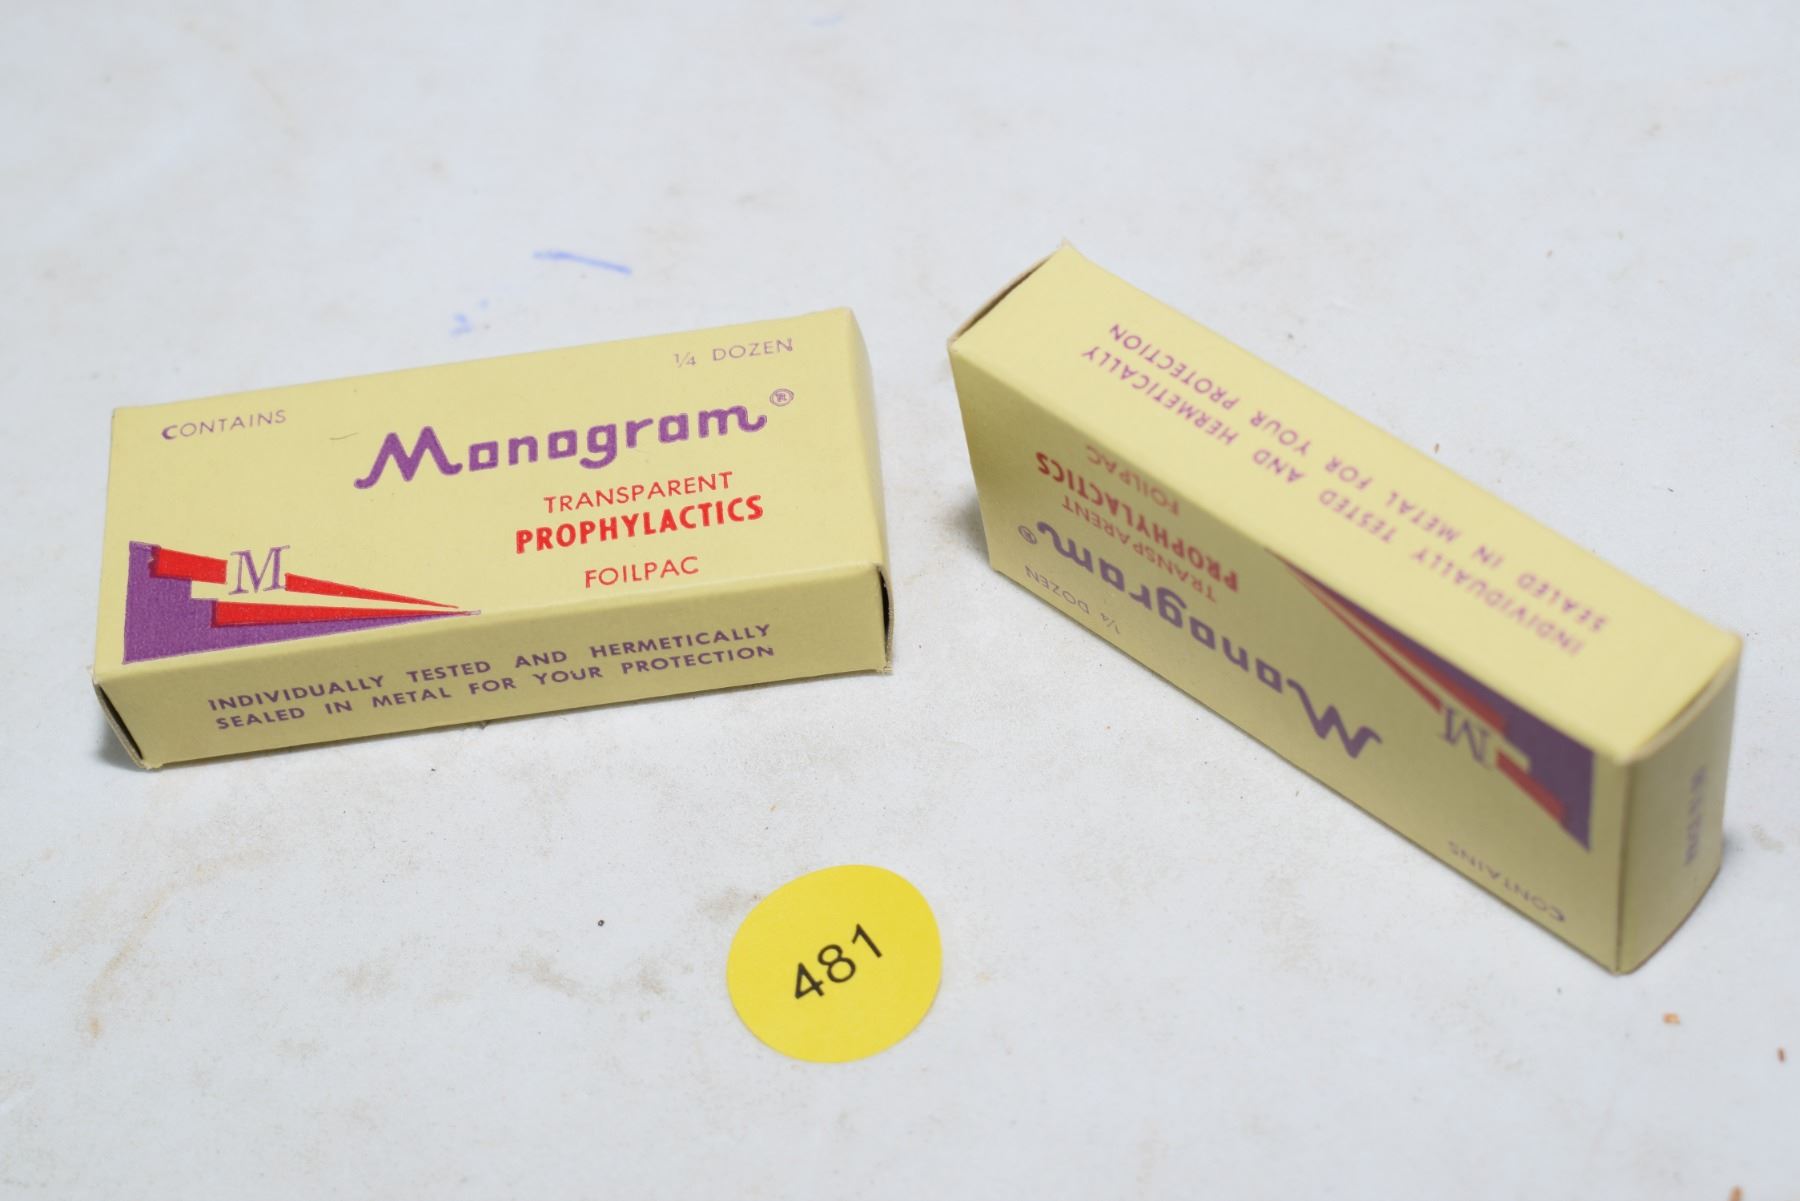 CONTAINS
1/4 DOZEN
Monogram®
TRANSPARENT
PROPHYLACTICS
FOILPAC
M
INDIVIDUALLY TESTED AND HERMETICALLY
SEALED IN METAL FOR YOUR PROTECTION
INDIVIDUALLY TESTED AND HERMETICALLY
SEALED IN METAL FOR YOUR PROTECTION
CONTAINS
1/4 DOZEN
Monogram®
TRANSPARENT
PROPHYLACTICS
FOILPAC
M
481